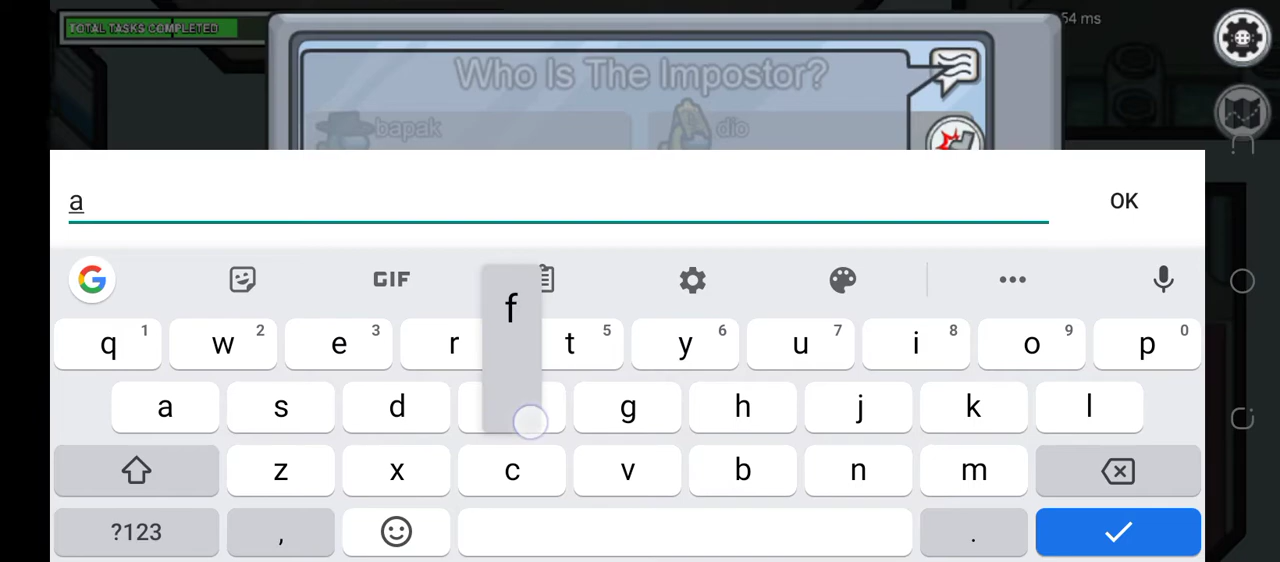 TOTAL TASKS COMPLETED
54 ms
Who Is The Impostor?
bapak dio
a OK
GIF
f
q 1 w 2 e 3 r t 5 y 6 u 7 i 8 o 9 p 0
a s d g h j k l
z x c v b n m
?123 , .